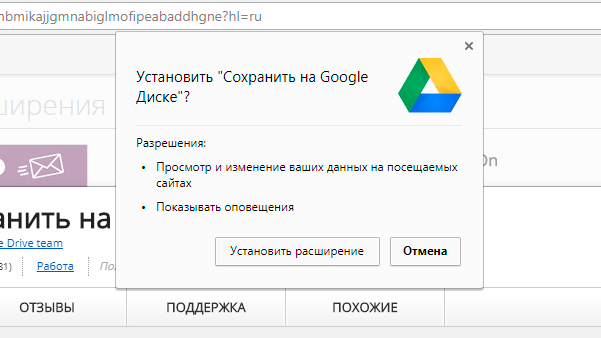 nbmikajjgmnabiglmofipeabaddhgne?hl=ru
Установить "Сохранить на Google
Диске"?
ширения
Разрешения:
On
• Просмотр и изменение ваших данных на посещаемых
сайтах
• Показывать оповещения
анить на
e Drive team
Установить расширение
Отмена
81)
Работа
По
ОТЗЫВЫ
ПОДДЕРЖКА
ПОХОЖИЕ